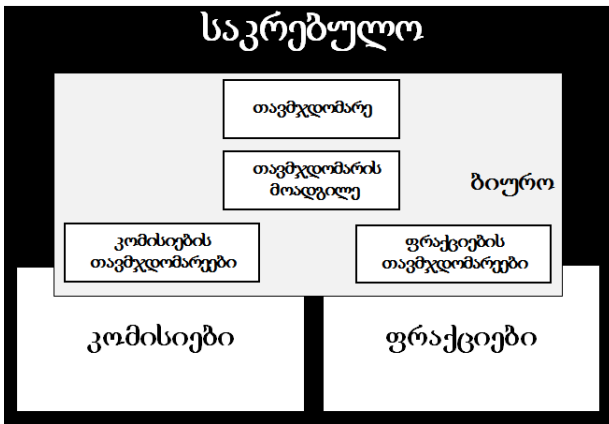 საკრებულო
თავმჯდომარე
თავმჯდომარის
მოადგილე
ბიურო
კომისიების
თავმჯდომარეები
ფრაქციების
თავმჯდომარეები
კომისიები
ფრაქციები